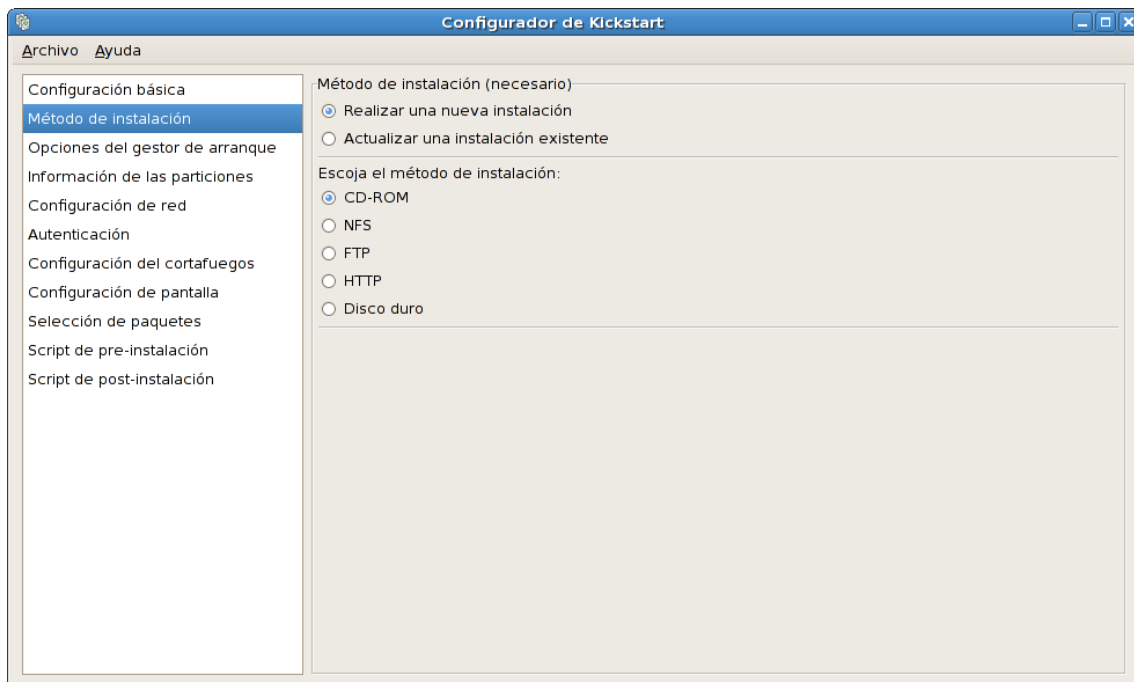 Configurador de Kickstart
Archivo Ayuda
Configuración básica
Método de instalación
Opciones del gestor de arranque
Información de las particiones
Configuración de red
Autenticación
Configuración del cortafuegos
Configuración de pantalla
Selección de paquetes
Script de pre-instalación
Script de post-instalación
Método de instalación (necesario)
Realizar una nueva instalación
Actualizar una instalación existente
Escoja el método de instalación:
CD-ROM
NFS
FTP
HTTP
Disco duro